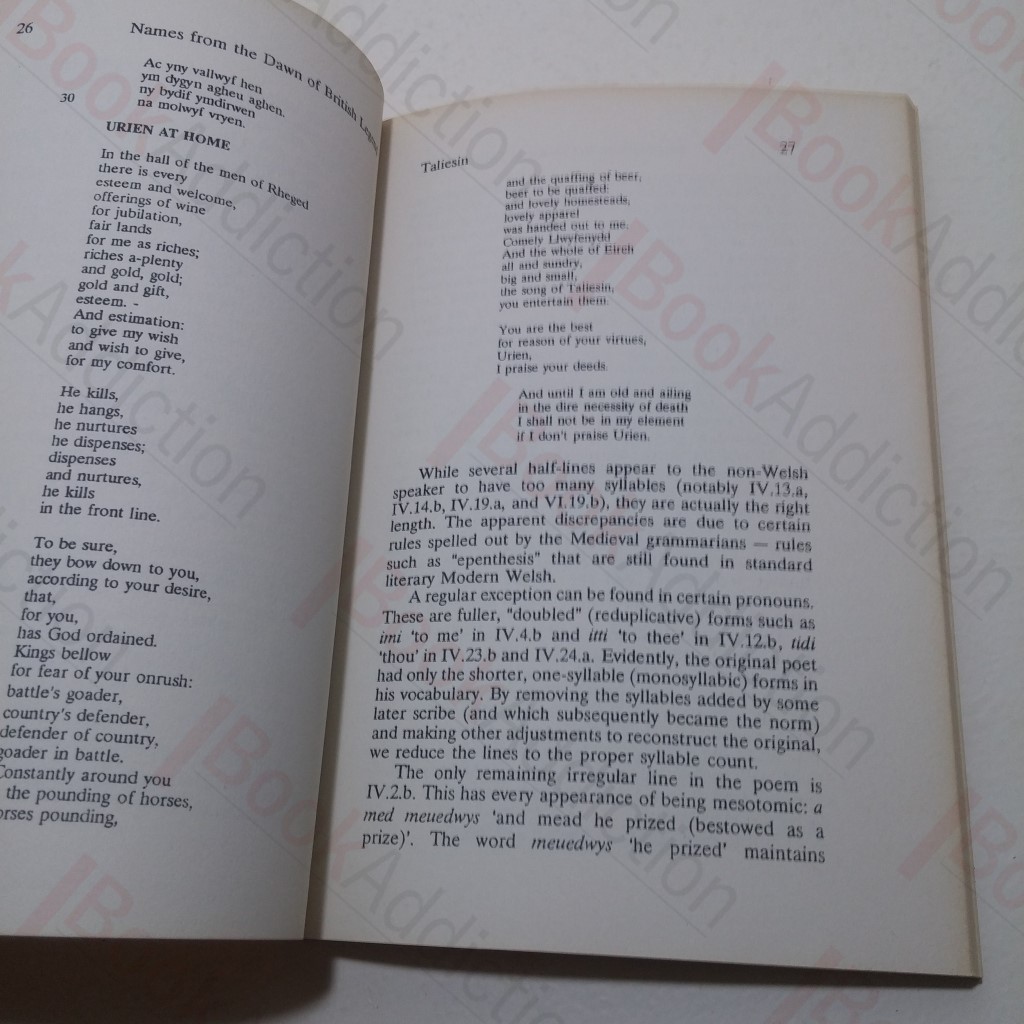 26
Names from the Dawn of British Legend
Ac yny vallwyf hen
ym dygyn agheu aghen.
30
ny bydif ymdirwen
na molwyf vryen.
URIEN AT HOME
In the hall of the men of Rheged
there is every
esteem and welcome,
offerings of wine
for jubilation,
fair lands
for me as riches;
riches a-plenty
and gold, gold;
gold and gift,
esteem. -
And estimation:
to give my wish
and wish to give,
for my comfort.
He kills,
he hangs,
he nurtures
he dispenses;
dispenses
and nurtures,
he kills
in the front line.
To be sure,
they bow down to you,
according to your desire,
that,
for you,
has God ordained.
Kings bellow
for fear of your onrush:
battle's goader,
country's defender,
defender of country,
goader in battle.
Constantly around you
the pounding of horses,
horses pounding,
Taliesin
27
and the quaffing of beer;
beer to be quaffed:
and lovely homesteads;
lovely apparel
was handed out to me.
Comely Llwyfenydd
And the whole of Eirch
all and sundry,
big and small,
the song of Taliesin,
you entertain them.
You are the best
for reason of your virtues,
Urien,
I praise your deeds.
And until I am old and ailing
in the dire necessity of death
I shall not be in my element
if I don't praise Urien.
While several half-lines appear to the non-Welsh
speaker to have too many syllables (notably IV.13.a,
IV.14.b, IV.19.a, and VI.19.b), they are actually the right
length. The apparent discrepancies are due to certain
rules spelled out by the Medieval grammarians — rules
such as "epenthesis" that are still found in standard
literary Modern Welsh.
A regular exception can be found in certain pronouns.
These are fuller, "doubled" (reduplicative) forms such as
imi 'to me' in IV.4.b and itti 'to thee' in IV.12.b, tidi
'thou' in IV.23.b and IV.24.a. Evidently, the original poet
had only the shorter, one-syllable (monosyllabic) forms in
his vocabulary. By removing the syllables added by some
later scribe (and which subsequently became the norm)
and making other adjustments to reconstruct the original,
we reduce the lines to the proper syllable count.
The only remaining irregular line in the poem is
IV.2.b. This has every appearance of being mesotomic: a
med meuedwys 'and mead he prized (bestowed as a
prize)'. The word meuedwys 'he prized' maintains
BookAddiction